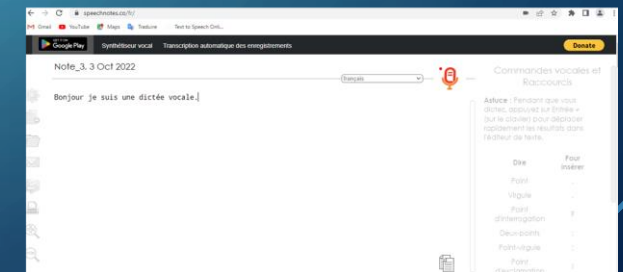 speechnotes.co/fr/
Gmail YouTube Maps Traduire Text to Speech Onli...
GET IT ON
Google Play Synthétiseur vocal Transcription automatique des enregistrements Donate
Note_3. 3 Oct 2022
(français)
Bonjour je suis une dictée vocale.
Commandes vocales et
Raccourcis
Astuce : Pendant que vous
dictez, appuyez sur Entrée ↵
(sur le clavier) pour déplacer
rapidement les résultats dans
l'éditeur de texte.
Dire Pour
insérer
Point .
Virgule ,
Point
d'interrogation ?
Deux-points :
Point-virgule ;
Point
d'exclamation